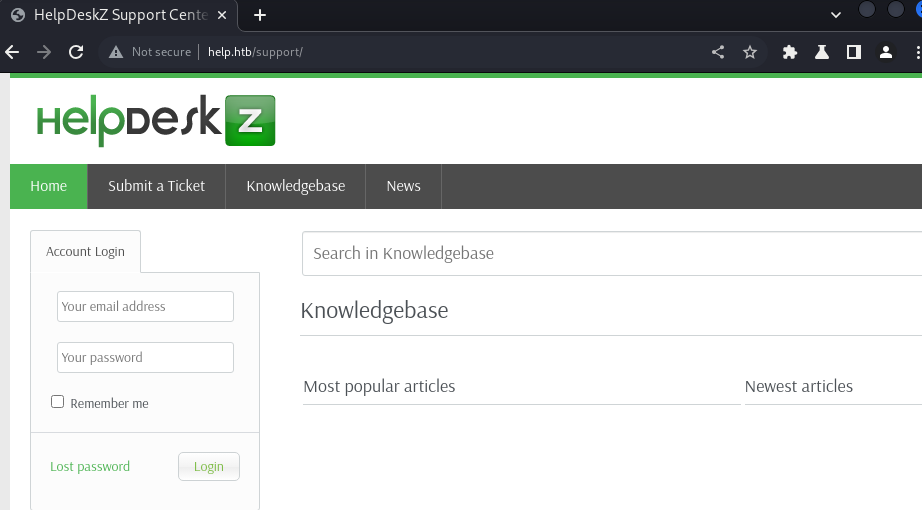 HelpDeskZ Support Cente
Not secure help.htb/support/
HelpDesk Z
Home Submit a Ticket Knowledgebase News
Account Login
Search in Knowledgebase
Your email address
Knowledgebase
Your password
Most popular articles Newest articles
Remember me
Lost password Login